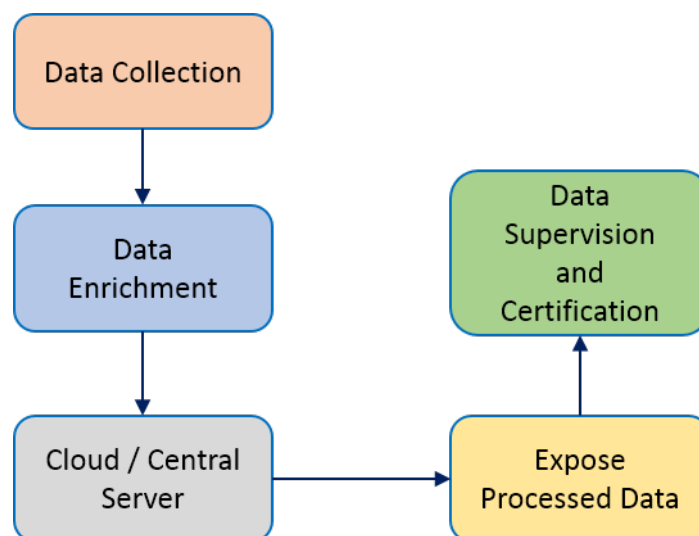 Data Collection
Data
Enrichment
Cloud / Central
Server
Expose
Processed Data
Data
Supervision
and
Certification